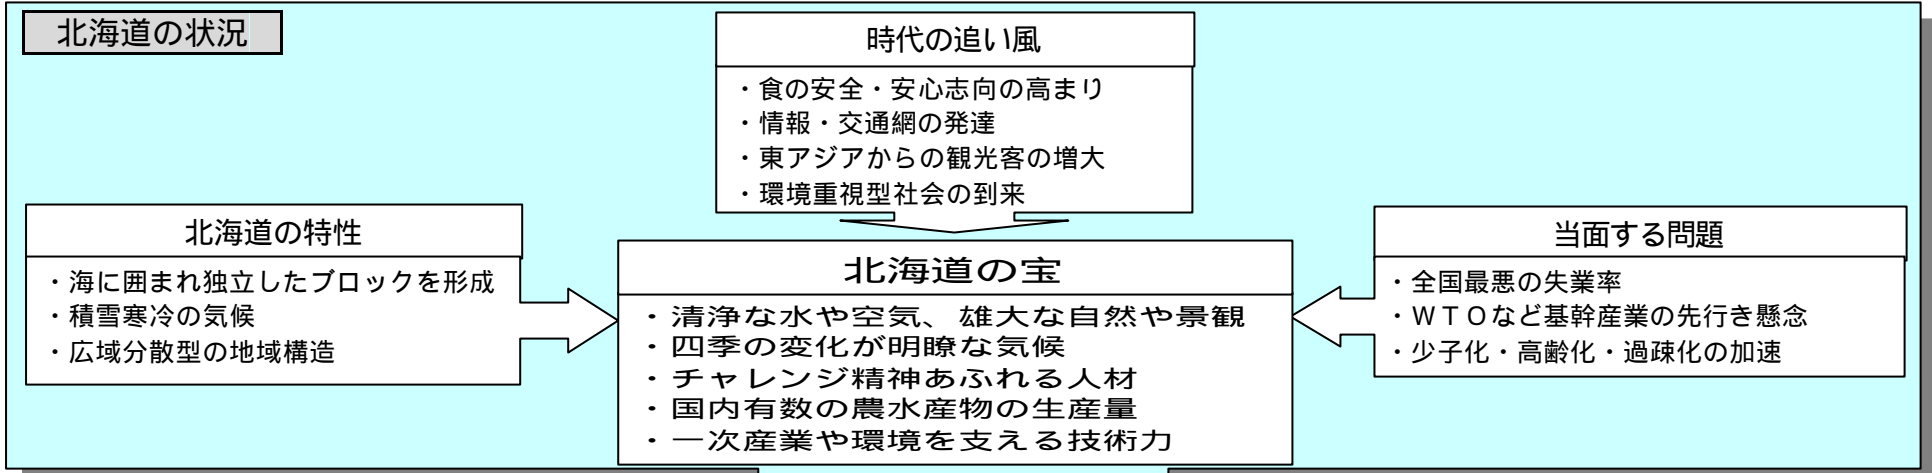 北海道の状況
時代の追い風
・食の安全・安心志向の高まり
・情報・交通網の発達
・東アジアからの観光客の増大
・環境重視型社会の到来
北海道の特性
・海に囲まれ独立したブロックを形成
・積雪寒冷の気候
・広域分散型の地域構造
北海道の宝
・清浄な水や空気、雄大な自然や景観
・四季の変化が明瞭な気候
・チャレンジ精神あふれる人材
・国内有数の農水産物の生産量
・一次産業や環境を支える技術力
当面する問題
・全国最悪の失業率
・ＷＴＯなど基幹産業の先行き懸念
・少子化・高齢化・過疎化の加速